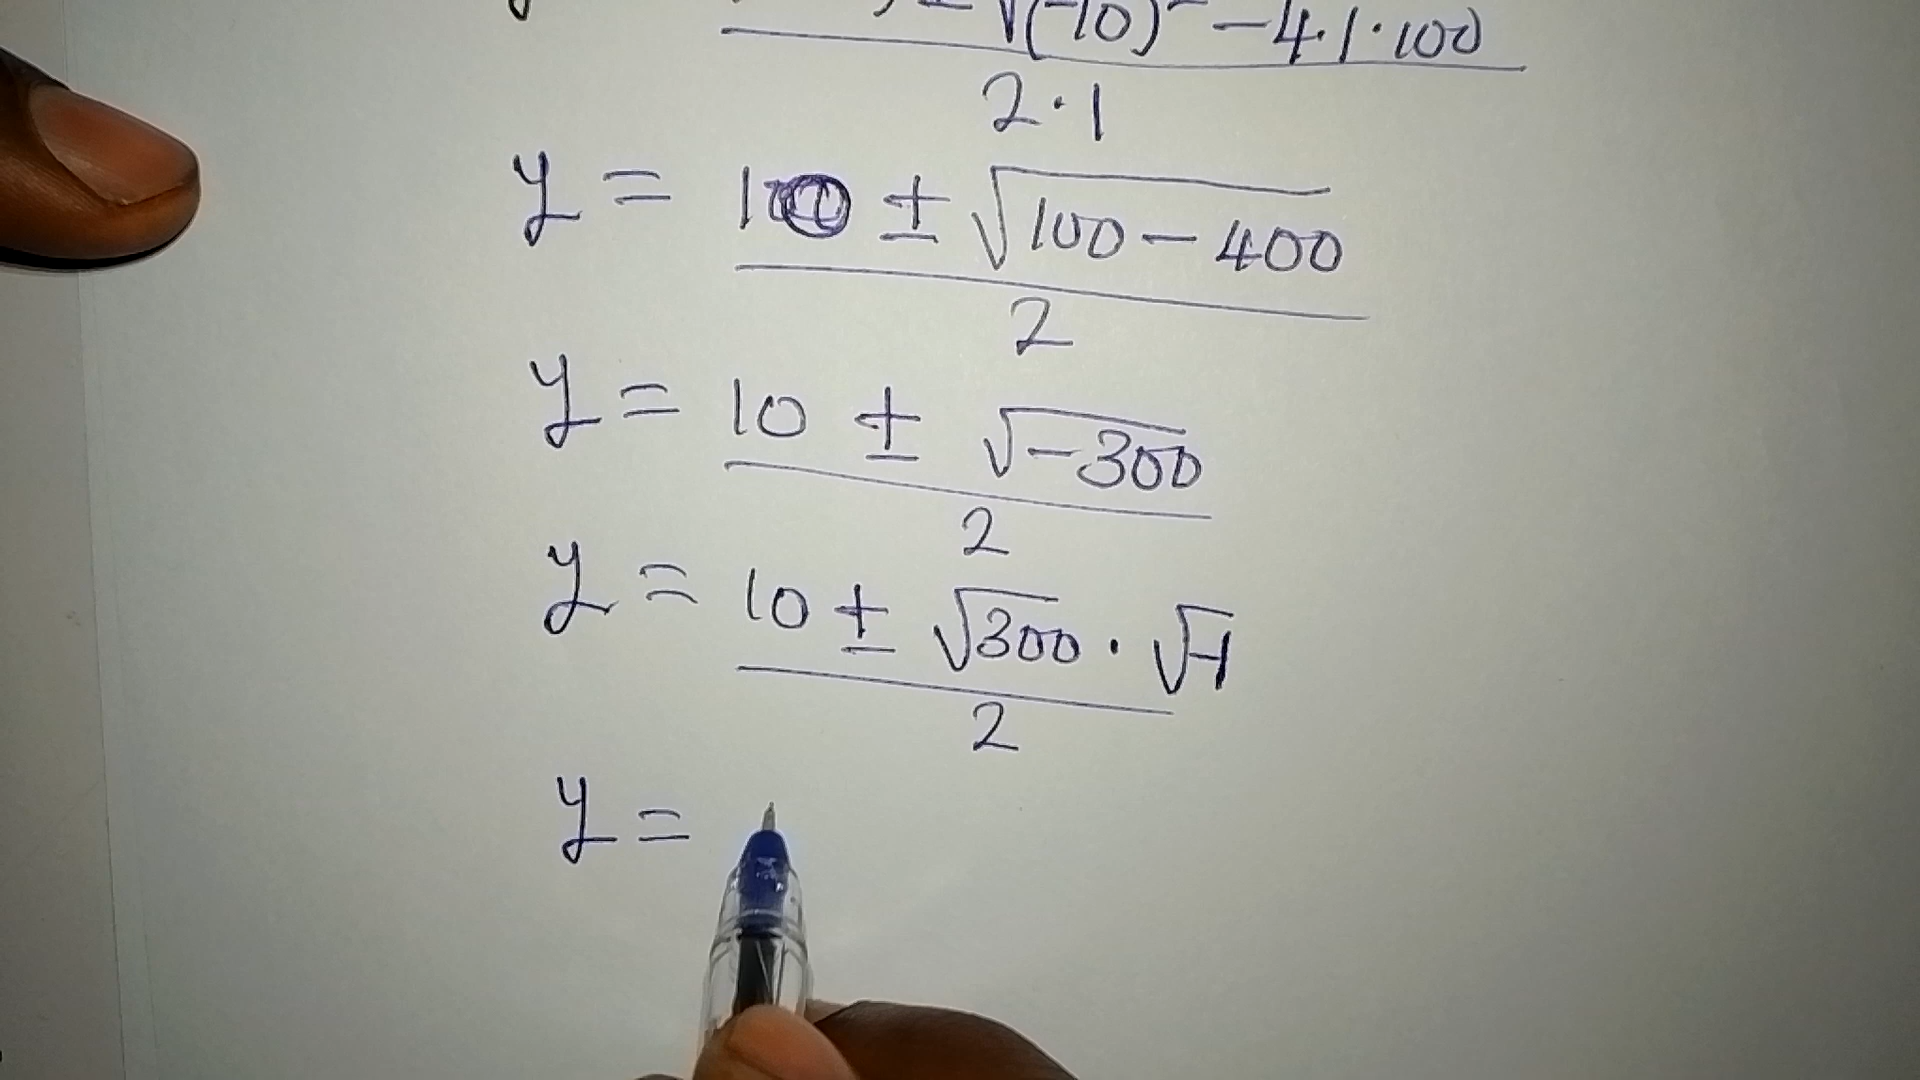 ± √(-10)² - 4·1·100
2·1
y = 10 ± √100 - 400
2
y = 10 ± √-300
2
y = 10 ± √300 · √-1
2
y =